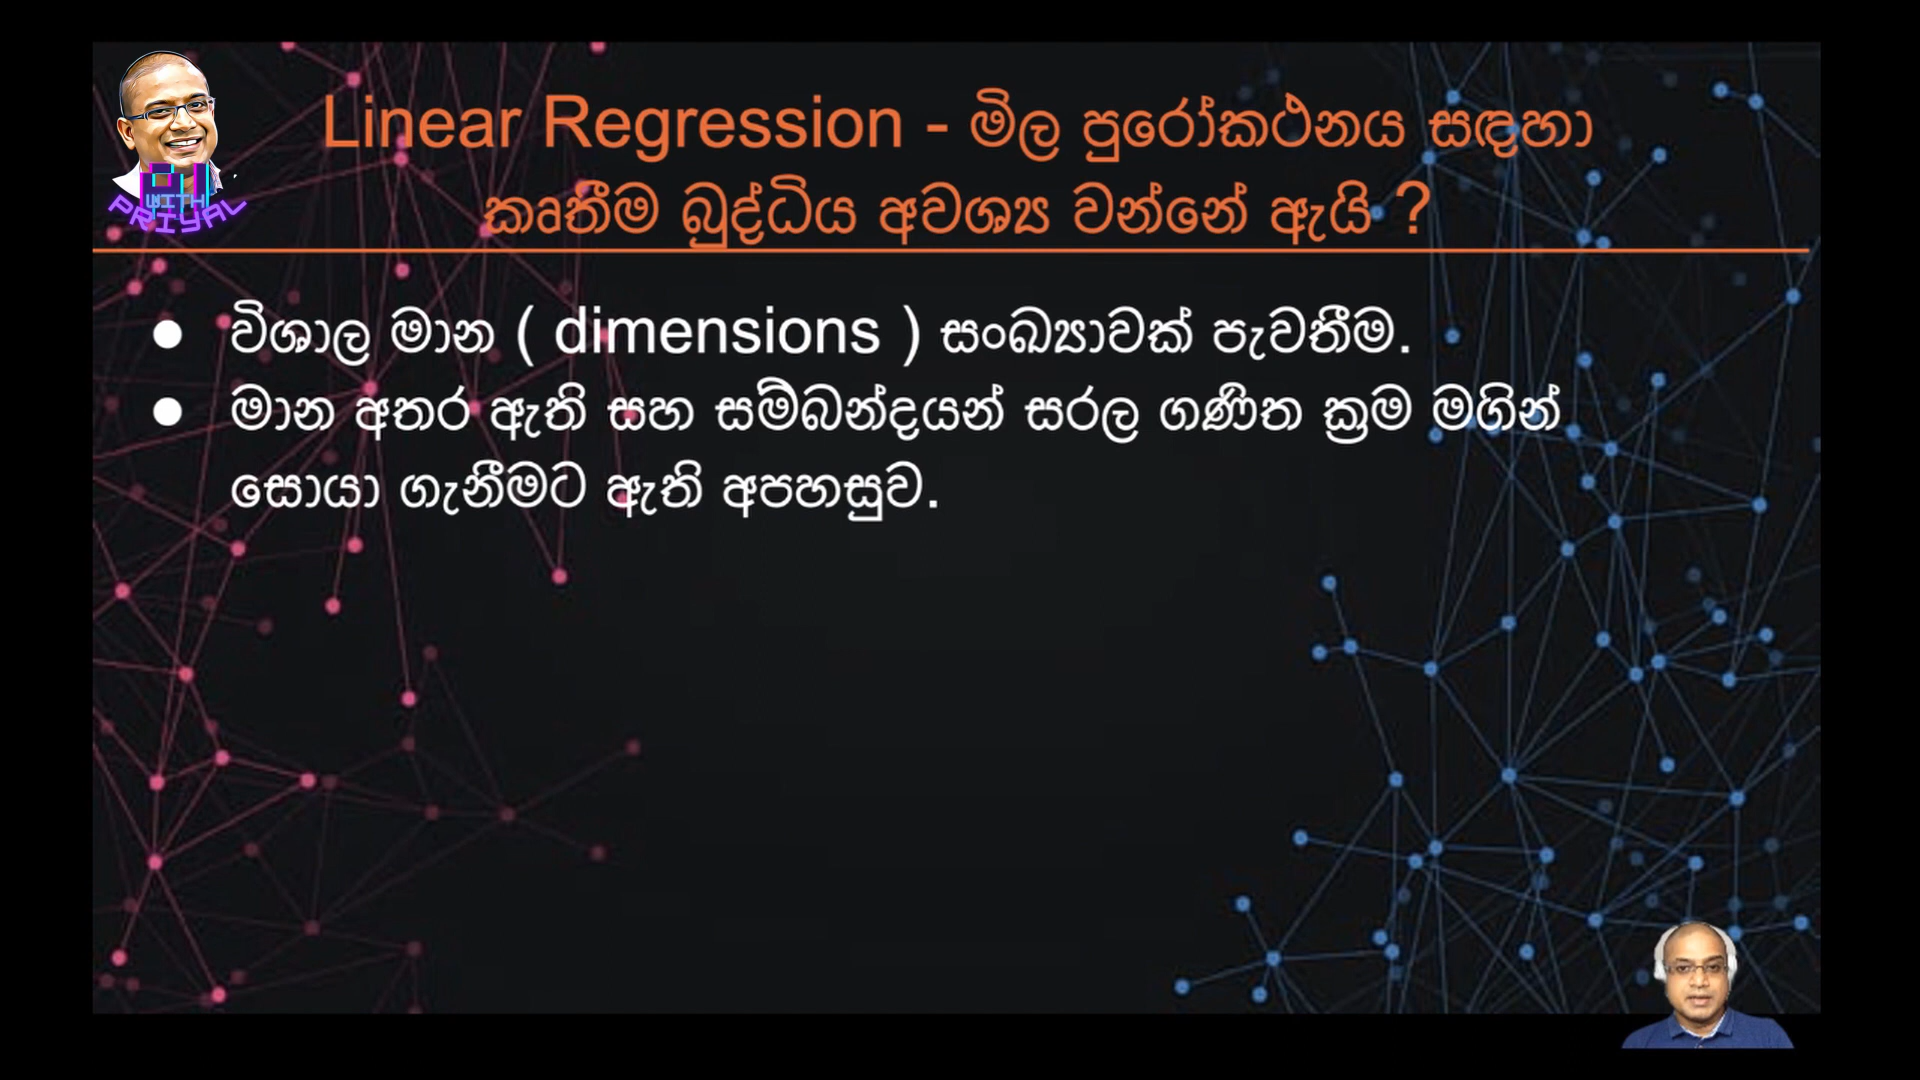 Linear Regression - මිල පුරෝකථනය සඳහා
කෘතීම බුද්ධිය අවශ්‍ය වන්නේ ඇයි ?
WITH
PRIYAL
● විශාල මාන ( dimensions ) සංඛ්‍යාවක් පැවතීම.
● මාන අතර ඇති සහ සම්බන්දයන් සරල ගණිත ක්‍රම මගින්
සොයා ගැනීමට ඇති අපහසුව.